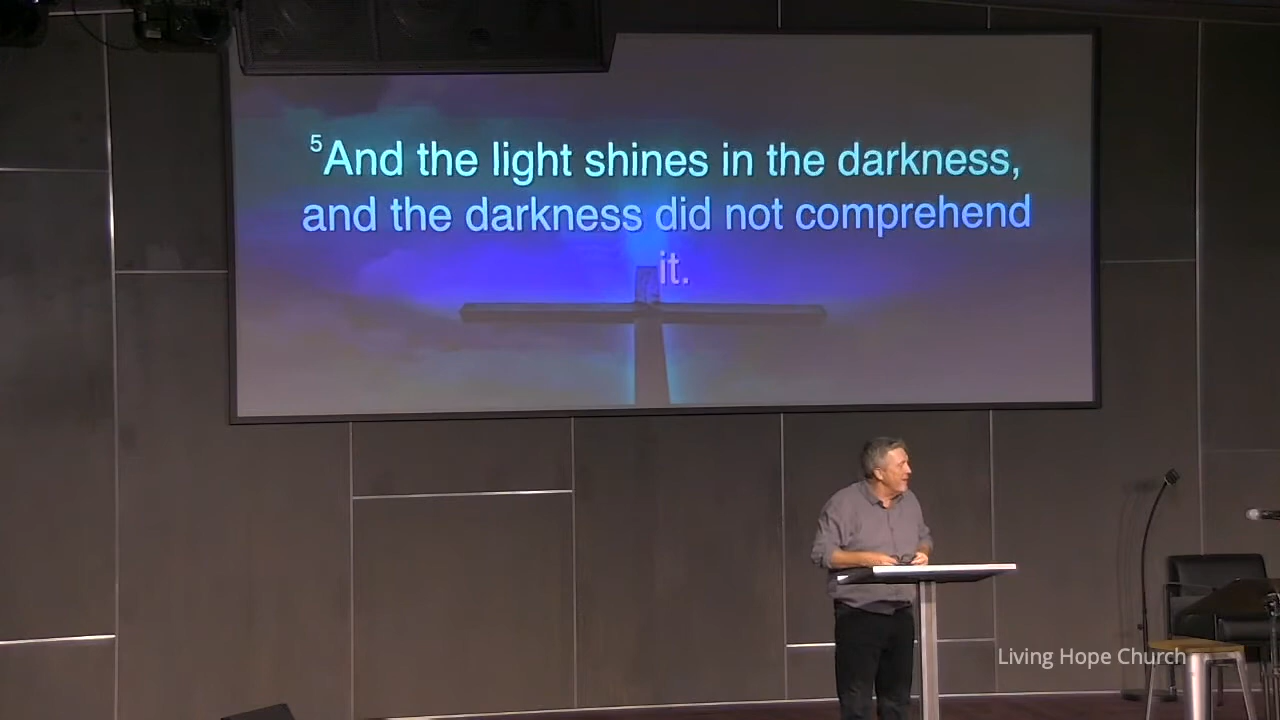 ⁵And the light shines in the darkness,
and the darkness did not comprehend
it.
Living Hope Church